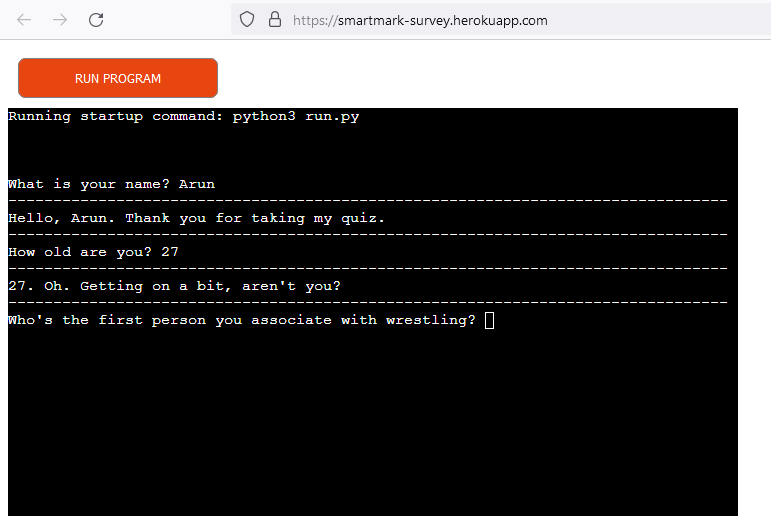 https://smartmark-survey.herokuapp.com
RUN PROGRAM
Running startup command: python3 run.py
What is your name? Arun
--------------------------------------------------------------------------------
Hello, Arun. Thank you for taking my quiz.
--------------------------------------------------------------------------------
How old are you? 27
--------------------------------------------------------------------------------
27. Oh. Getting on a bit, aren't you?
--------------------------------------------------------------------------------
Who's the first person you associate with wrestling?